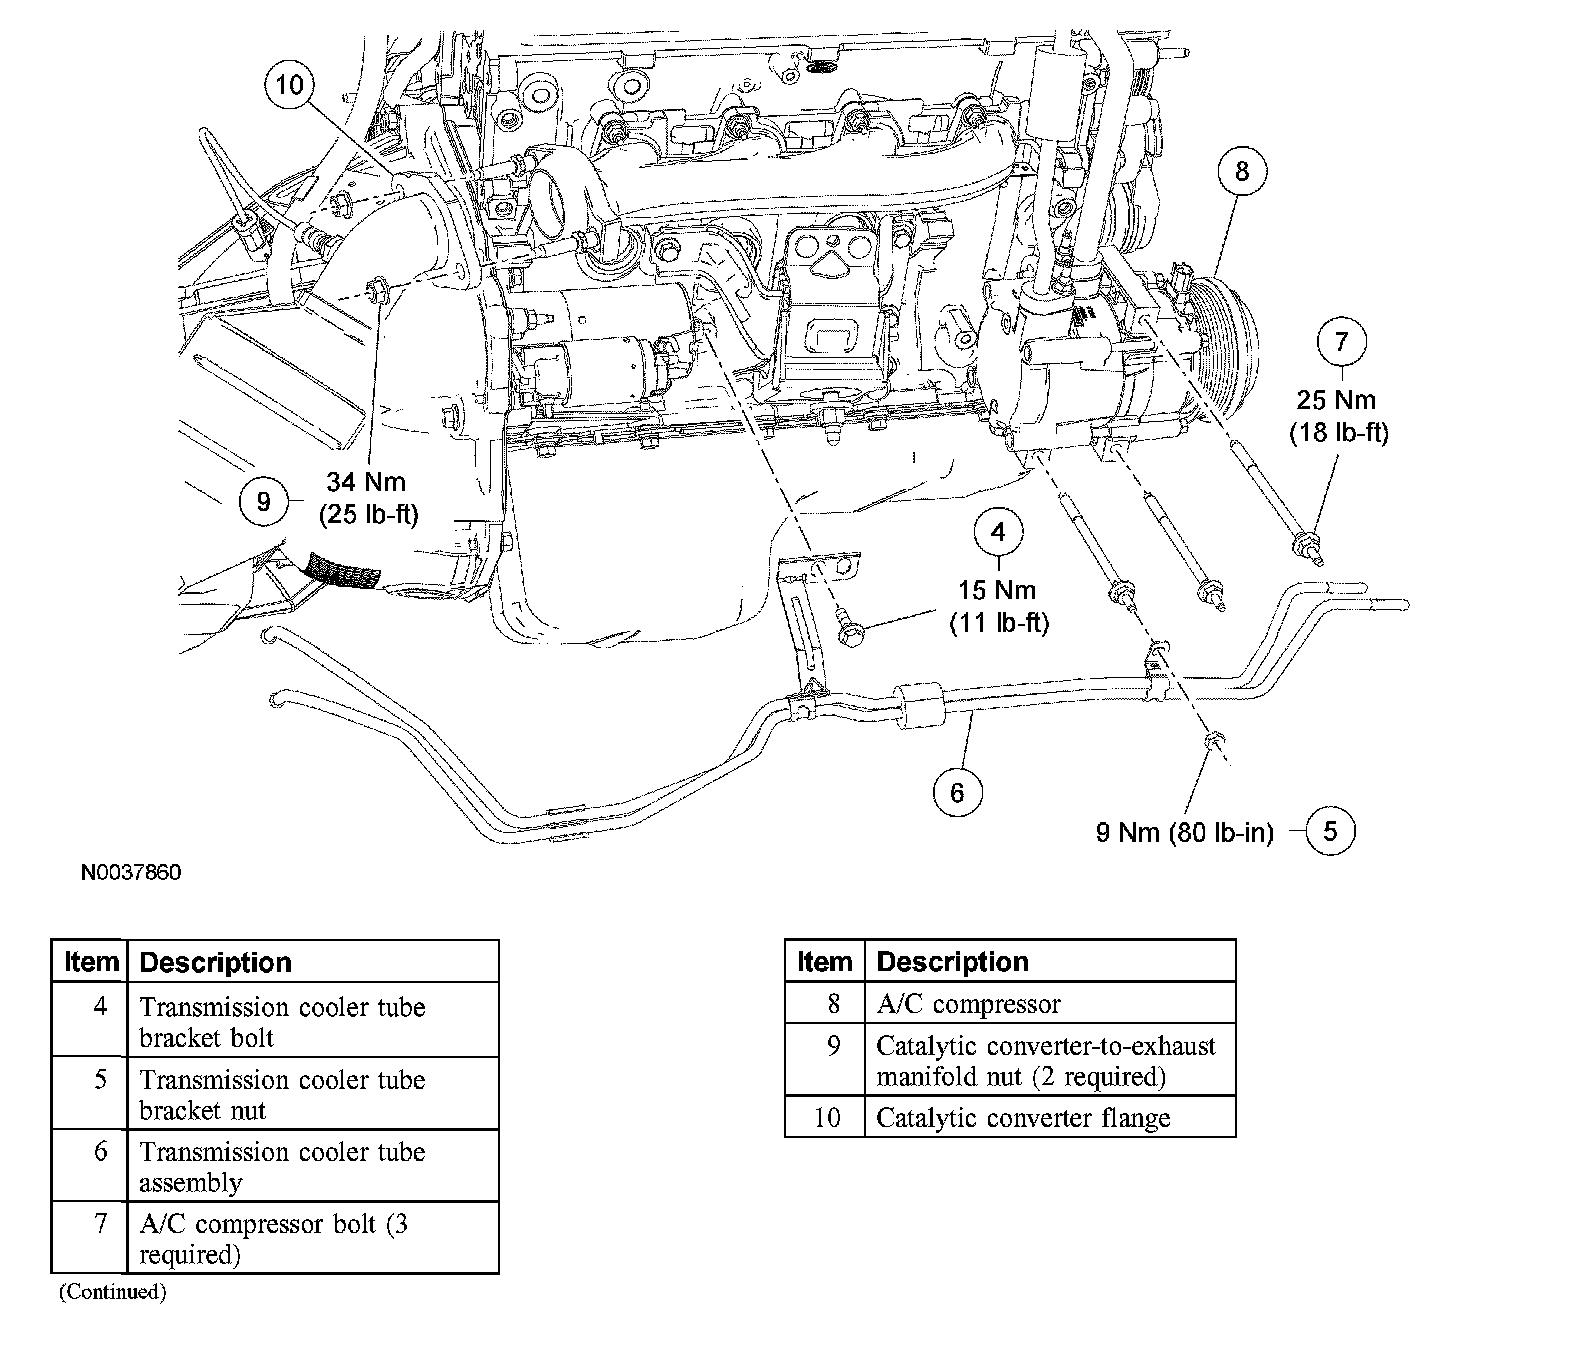 10
8
7
25 Nm
(18 lb-ft)
9
34 Nm
(25 lb-ft)
4
15 Nm
(11 lb-ft)
6
9 Nm (80 lb-in)
5
N0037860
Item Description
4 Transmission cooler tube
bracket bolt
5 Transmission cooler tube
bracket nut
6 Transmission cooler tube
assembly
7 A/C compressor bolt (3
required)
(Continued)
Item Description
8 A/C compressor
9 Catalytic converter-to-exhaust
manifold nut (2 required)
10 Catalytic converter flange